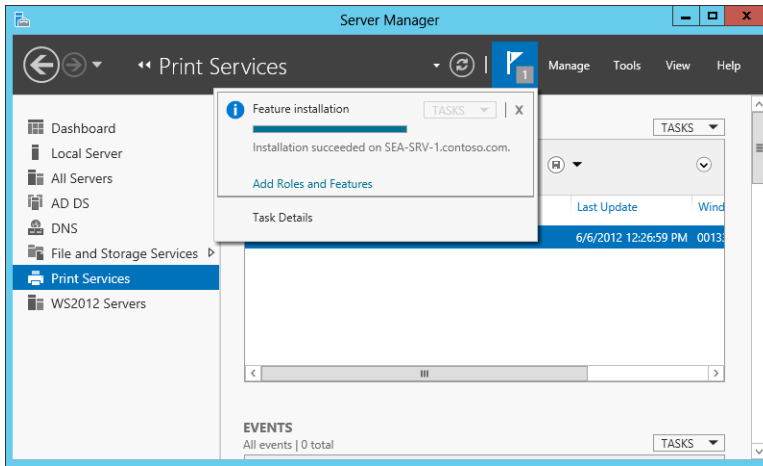 Server Manager
Print Services
1
Manage Tools View Help
Feature installation
TASKS
X
Installation succeeded on SEA-SRV-1.contoso.com.
Add Roles and Features
Task Details
Dashboard
Local Server
All Servers
AD DS
DNS
File and Storage Services
Print Services
WS2012 Servers
TASKS
Last Update Wind
6/6/2012 12:26:59 PM 00133
EVENTS
All events | 0 total
TASKS